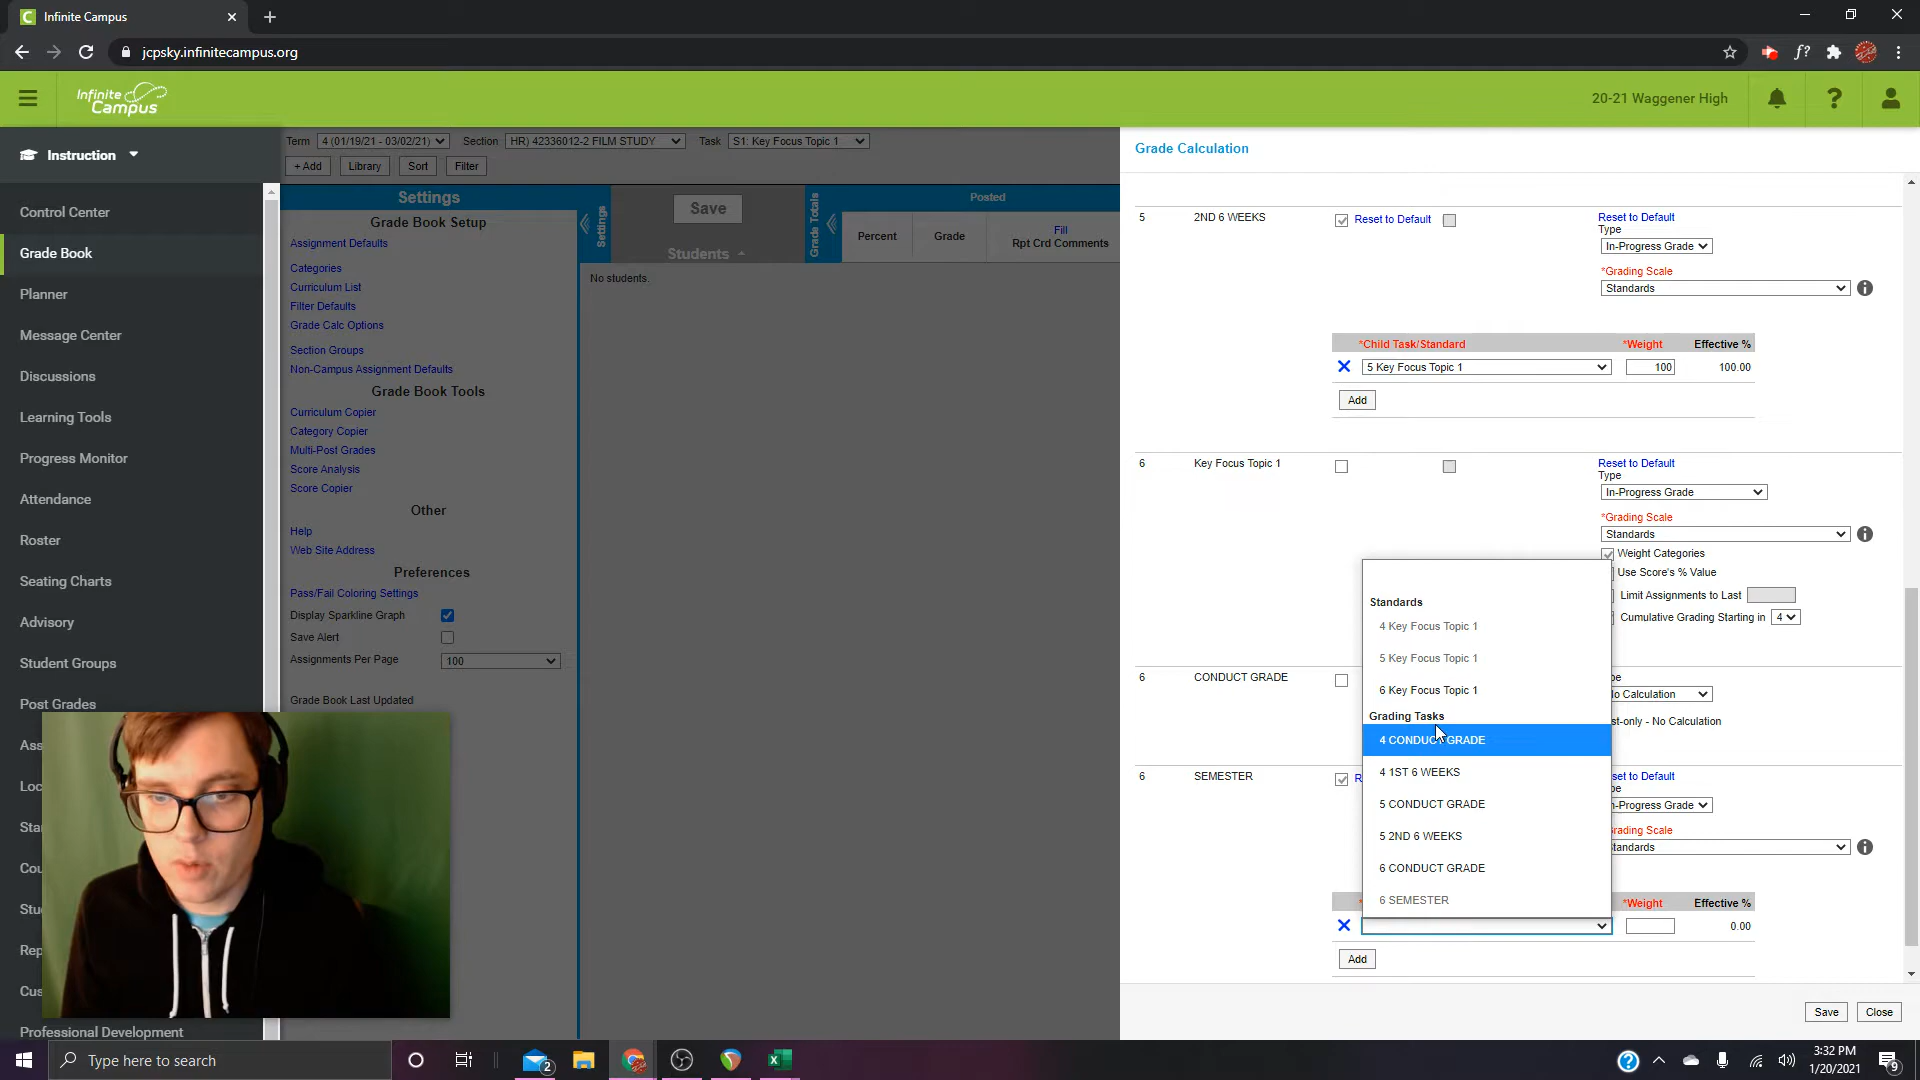 Infinite Campus
jcpsky.infinitecampus.org
Infinite Campus
20-21 Waggener High
Instruction
Control Center
Grade Book
Planner
Message Center
Discussions
Learning Tools
Progress Monitor
Attendance
Roster
Seating Charts
Advisory
Student Groups
Post Grades
Professional Development
Term 4 (01/19/21 - 03/02/21) Section HR) 42336012-2 FILM STUDY Task S1: Key Focus Topic 1
+ Add Library Sort Filter
Settings
Grade Book Setup
Assignment Defaults
Categories
Curriculum List
Filter Defaults
Grade Calc Options
Section Groups
Non-Campus Assignment Defaults
Grade Book Tools
Curriculum Copier
Category Copier
Multi-Post Grades
Score Analysis
Score Copier
Other
Help
Web Site Address
Preferences
Pass/Fail Coloring Settings
Display Sparkline Graph
Save Alert
Assignments Per Page 100
Grade Book Last Updated
Settings
Save
Students
No students.
Grade Totals
Posted
Percent Grade Fill
Rpt Crd Comments
Grade Calculation
5 2ND 6 WEEKS Reset to Default Reset to Default
Type
In-Progress Grade
*Grading Scale
Standards
*Child Task/Standard *Weight Effective %
5 Key Focus Topic 1 100 100.00
Add
6 Key Focus Topic 1 Reset to Default
Type
In-Progress Grade
*Grading Scale
Standards
Weight Categories
Use Score's % Value
Limit Assignments to Last
Cumulative Grading Starting in 4
6 CONDUCT GRADE
6 SEMESTER
Standards
4 Key Focus Topic 1
5 Key Focus Topic 1
6 Key Focus Topic 1
Grading Tasks
4 CONDUCT GRADE
4 1ST 6 WEEKS
5 CONDUCT GRADE
5 2ND 6 WEEKS
6 CONDUCT GRADE
6 SEMESTER
*Weight Effective %
0.00
Add
Save Close
Type here to search
2
3:32 PM
1/20/2021
9